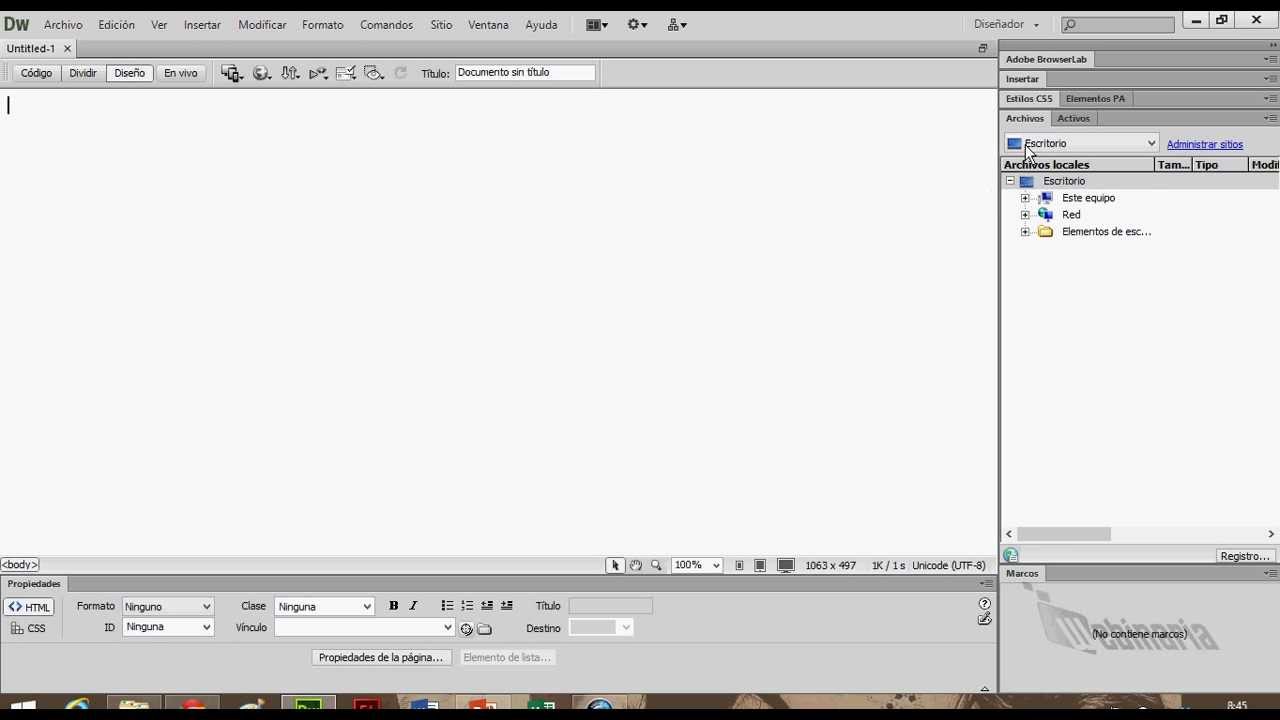 Dw Archivo Edición Ver Insertar Modificar Formato Comandos Sitio Ventana Ayuda Diseñador
Untitled-1
Código Dividir Diseño En vivo Título: Documento sin título
Adobe BrowserLab
Insertar
Estilos CSS Elementos PA
Archivos Activos
Escritorio Administrar sitios
Archivos locales Tam... Tipo Modif
Escritorio
Este equipo
Red
Elementos de esc...
<body> 100% 1063 x 497 1K / 1 s Unicode (UTF-8)
Registro...
Propiedades
<> HTML Formato Ninguno Clase Ninguna B I Título
CSS ID Ninguna Vínculo Destino
Propiedades de la página... Elemento de lista...
Marcos
(No contiene marcos)
Webinaria
8:45